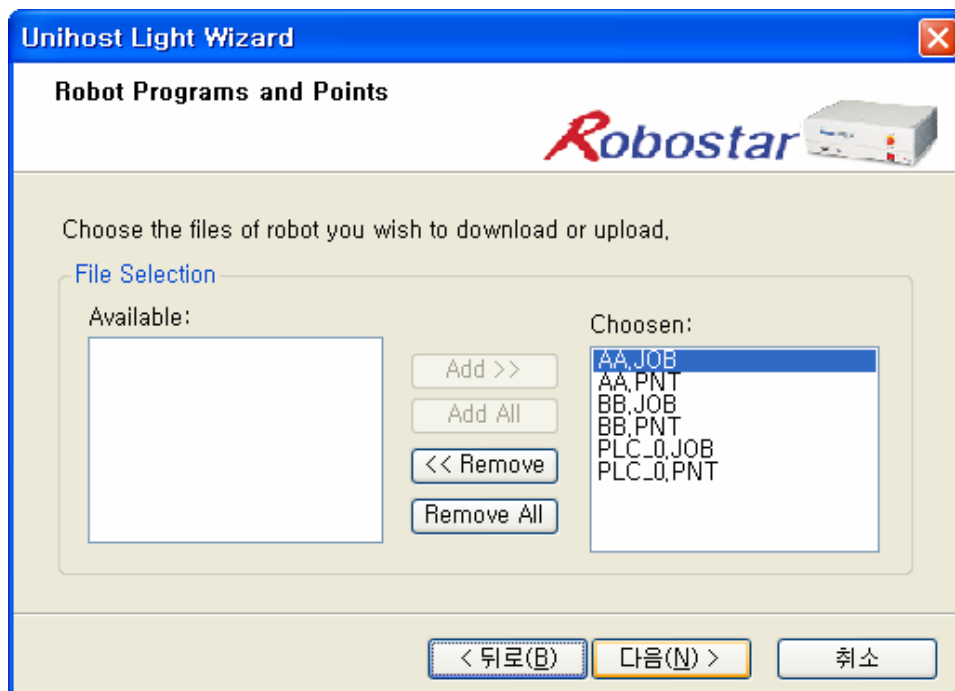 Unihost Light Wizard
Robot Programs and Points
Robostar
Choose the files of robot you wish to download or upload.
File Selection
Available:
Choosen:
Add >>
Add All
<< Remove
Remove All
AA.JOB
AA.PNT
BB.JOB
BB.PNT
PLC_0.JOB
PLC_0.PNT
< 뒤로(B)
다음(N) >
취소